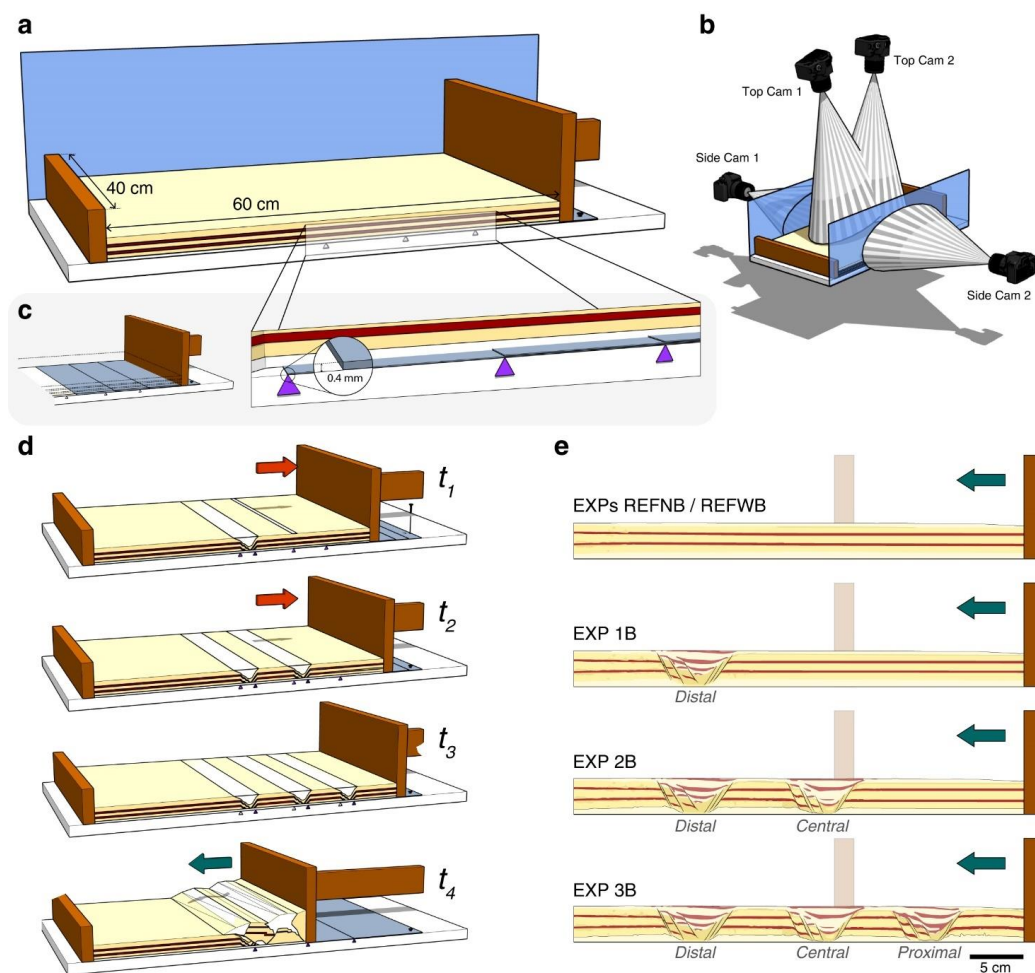 a
40 cm
60 cm
b
Top Cam 1
Top Cam 2
Side Cam 1
Side Cam 2
c
0.4 mm
d
t1
t2
t3
t4
e
EXPs REFNB / REFWB
EXP 1B
Distal
EXP 2B
Distal
Central
EXP 3B
Distal
Central
Proximal
5 cm